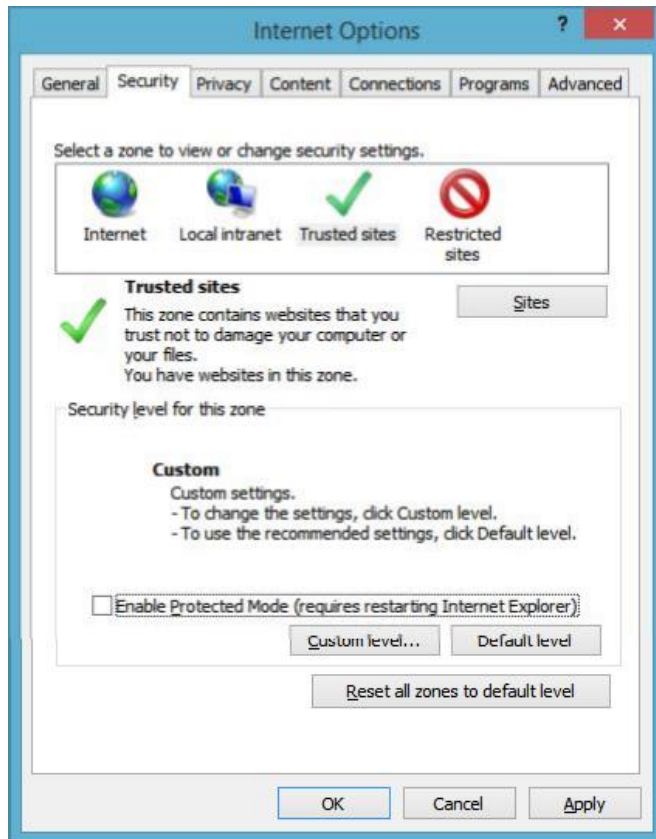 Internet Options
?
×
General Security Privacy Content Connections Programs Advanced
Select a zone to view or change security settings.
Internet
Local intranet
Trusted sites
Restricted
sites
Trusted sites
This zone contains websites that you
trust not to damage your computer or
your files.
You have websites in this zone.
Sites
Security level for this zone
Custom
Custom settings.
- To change the settings, click Custom level.
- To use the recommended settings, click Default level.
Enable Protected Mode (requires restarting Internet Explorer)
Custom level... Default level
Reset all zones to default level
OK Cancel Apply